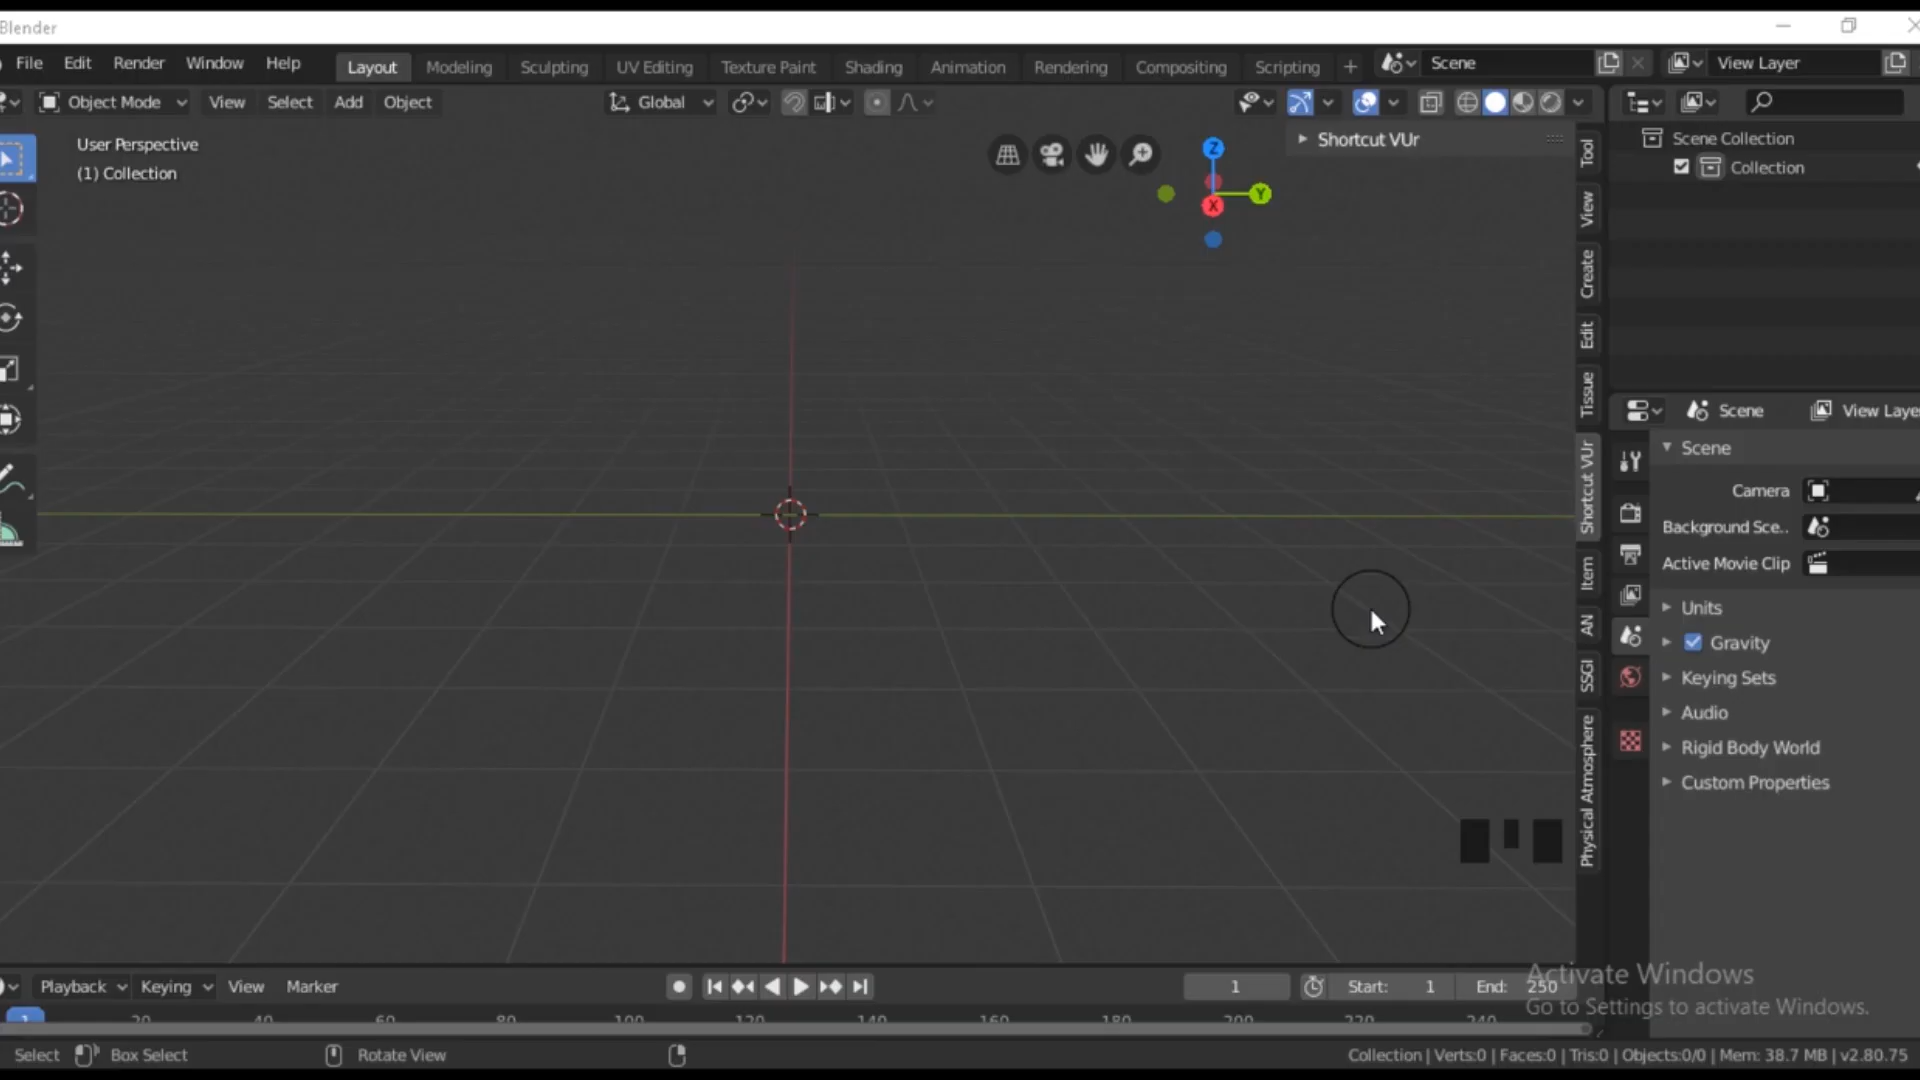 Blender
File Edit Render Window Help Layout Modeling Sculpting UV Editing Texture Paint Shading Animation Rendering Compositing Scripting + Scene View Layer
Object Mode View Select Add Object Global
User Perspective
(1) Collection
Z
Y
X
Shortcut VUr
Tool
View
Create
Edit
Tissue
Shortcut VUr
Item
AN
SSGI
Physical Atmosphere
Scene Collection
Collection
Scene View Laye
Scene
Camera
Background Sce..
Active Movie Clip
Units
Gravity
Keying Sets
Audio
Rigid Body World
Custom Properties
Playback Keying View Marker 1 Start: 1 End: 250
1 20 40 60 80 100 120 140 160 180 200 220 240
Activate Windows
Go to Settings to activate Windows.
Select Box Select Rotate View Collection | Verts:0 | Faces:0 | Tris:0 | Objects:0/0 | Mem: 38.7 MB | v2.80.75